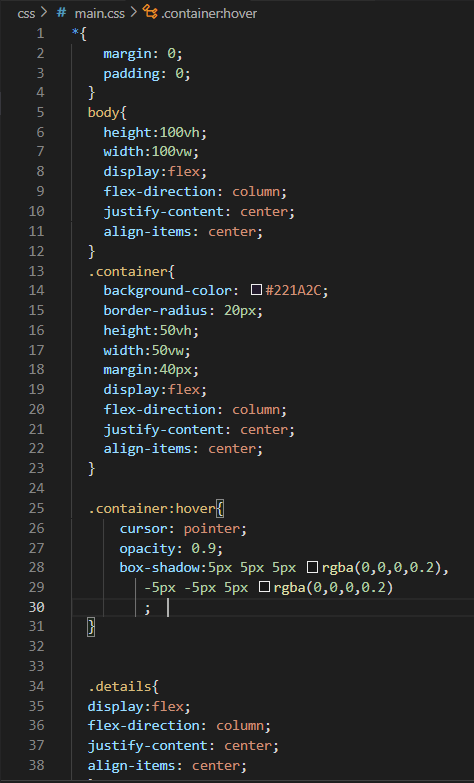 css > # main.css > .container:hover
1 *{
2 margin: 0;
3 padding: 0;
4 }
5 body{
6 height:100vh;
7 width:100vw;
8 display:flex;
9 flex-direction: column;
10 justify-content: center;
11 align-items: center;
12 }
13 .container{
14 background-color: #221A2C;
15 border-radius: 20px;
16 height:50vh;
17 width:50vw;
18 margin:40px;
19 display:flex;
20 flex-direction: column;
21 justify-content: center;
22 align-items: center;
23 }
24
25 .container:hover{
26 cursor: pointer;
27 opacity: 0.9;
28 box-shadow:5px 5px 5px rgba(0,0,0,0.2),
29 -5px -5px 5px rgba(0,0,0,0.2)
30 ;
31 }
32
33
34 .details{
35 display:flex;
36 flex-direction: column;
37 justify-content: center;
38 align-items: center;